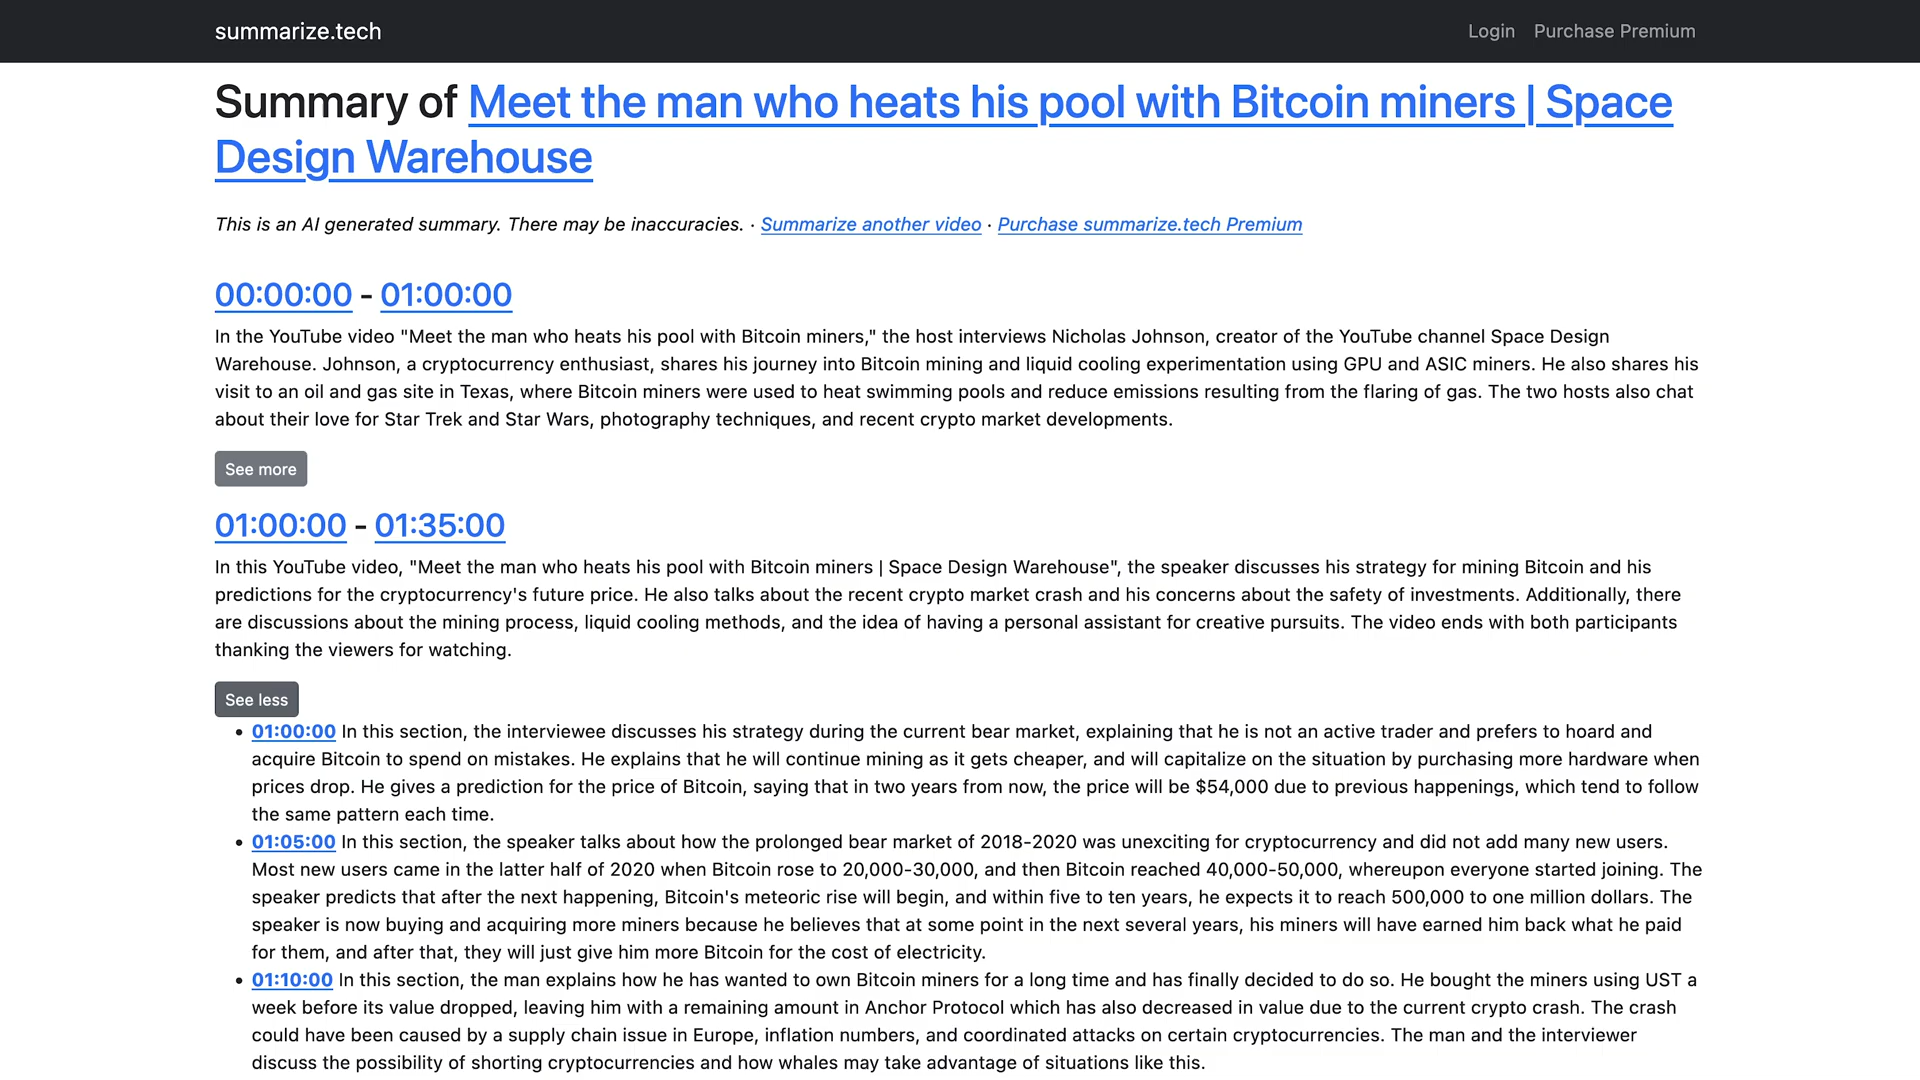 summarize.tech
Login
Purchase Premium
Summary of Meet the man who heats his pool with Bitcoin miners | Space
Design Warehouse
This is an AI generated summary. There may be inaccuracies. · Summarize another video · Purchase summarize.tech Premium
00:00:00 - 01:00:00
In the YouTube video "Meet the man who heats his pool with Bitcoin miners," the host interviews Nicholas Johnson, creator of the YouTube channel Space Design
Warehouse. Johnson, a cryptocurrency enthusiast, shares his journey into Bitcoin mining and liquid cooling experimentation using GPU and ASIC miners. He also shares his
visit to an oil and gas site in Texas, where Bitcoin miners were used to heat swimming pools and reduce emissions resulting from the flaring of gas. The two hosts also chat
about their love for Star Trek and Star Wars, photography techniques, and recent crypto market developments.
See more
01:00:00 - 01:35:00
In this YouTube video, "Meet the man who heats his pool with Bitcoin miners | Space Design Warehouse", the speaker discusses his strategy for mining Bitcoin and his
predictions for the cryptocurrency's future price. He also talks about the recent crypto market crash and his concerns about the safety of investments. Additionally, there
are discussions about the mining process, liquid cooling methods, and the idea of having a personal assistant for creative pursuits. The video ends with both participants
thanking the viewers for watching.
See less
• 01:00:00 In this section, the interviewee discusses his strategy during the current bear market, explaining that he is not an active trader and prefers to hoard and
acquire Bitcoin to spend on mistakes. He explains that he will continue mining as it gets cheaper, and will capitalize on the situation by purchasing more hardware when
prices drop. He gives a prediction for the price of Bitcoin, saying that in two years from now, the price will be $54,000 due to previous happenings, which tend to follow
the same pattern each time.
• 01:05:00 In this section, the speaker talks about how the prolonged bear market of 2018-2020 was unexciting for cryptocurrency and did not add many new users.
Most new users came in the latter half of 2020 when Bitcoin rose to 20,000-30,000, and then Bitcoin reached 40,000-50,000, whereupon everyone started joining. The
speaker predicts that after the next happening, Bitcoin's meteoric rise will begin, and within five to ten years, he expects it to reach 500,000 to one million dollars. The
speaker is now buying and acquiring more miners because he believes that at some point in the next several years, his miners will have earned him back what he paid
for them, and after that, they will just give him more Bitcoin for the cost of electricity.
• 01:10:00 In this section, the man explains how he has wanted to own Bitcoin miners for a long time and has finally decided to do so. He bought the miners using UST a
week before its value dropped, leaving him with a remaining amount in Anchor Protocol which has also decreased in value due to the current crypto crash. The crash
could have been caused by a supply chain issue in Europe, inflation numbers, and coordinated attacks on certain cryptocurrencies. The man and the interviewer
discuss the possibility of shorting cryptocurrencies and how whales may take advantage of situations like this.